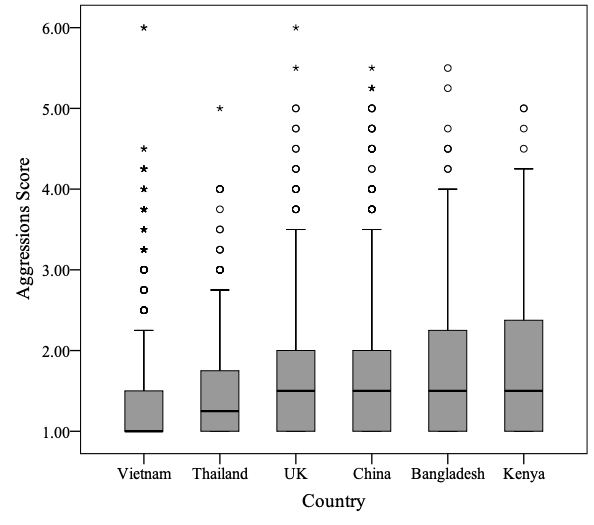 6.00
5.00
4.00
3.00
2.00
1.00
Aggressions Score
Vietnam Thailand UK China Bangladesh Kenya
Country